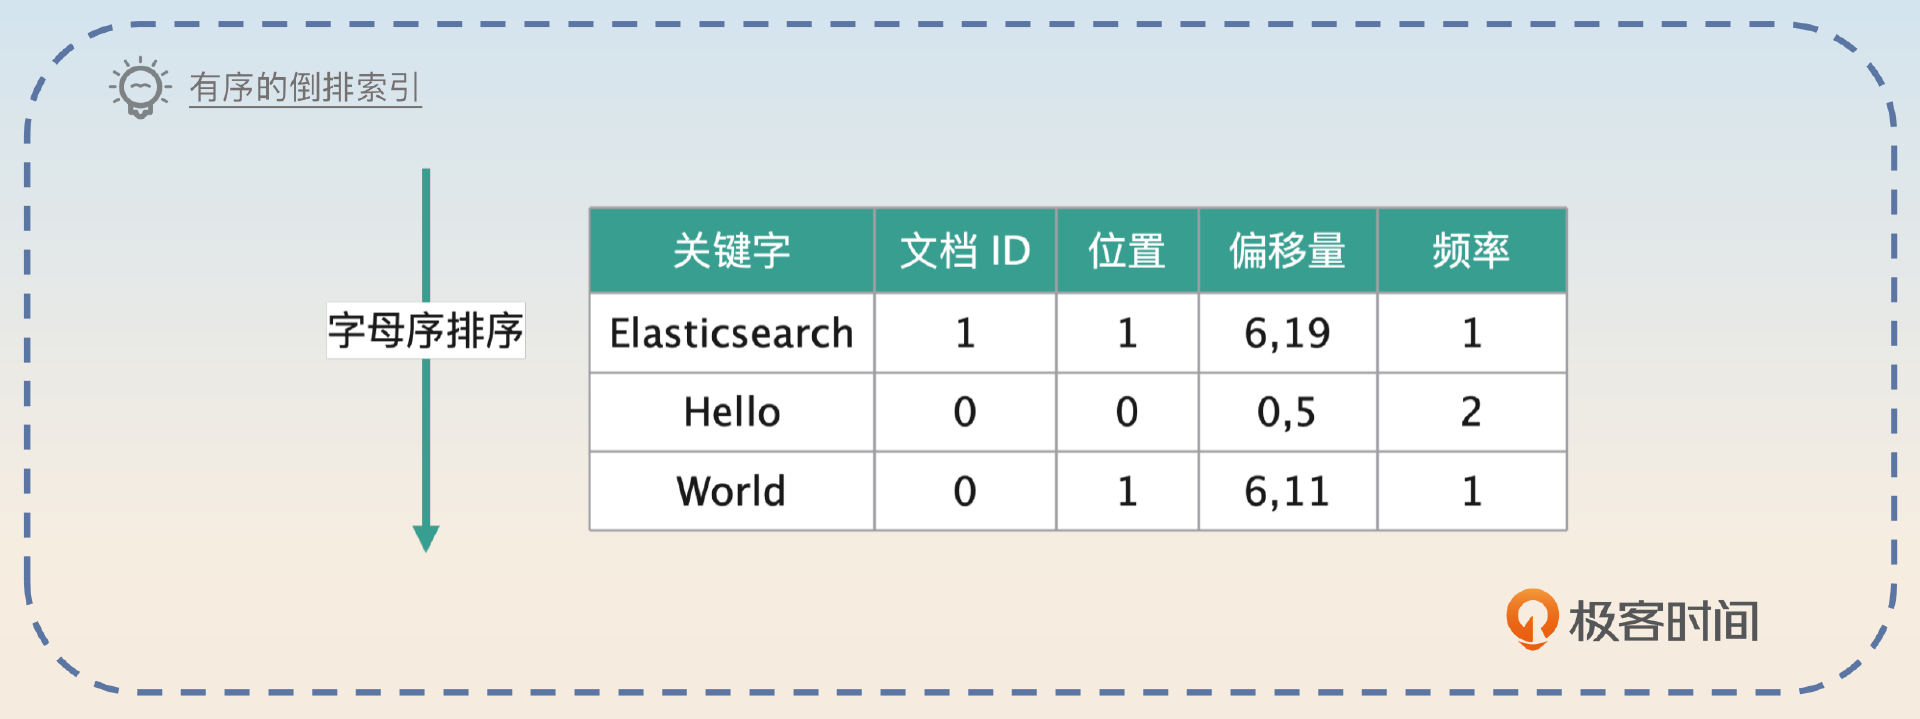 有序的倒排索引
字母序排序
关键字 文档 ID 位置 偏移量 频率
Elasticsearch 1 1 6,19 1
Hello 0 0 0,5 2
World 0 1 6,11 1
极客时间